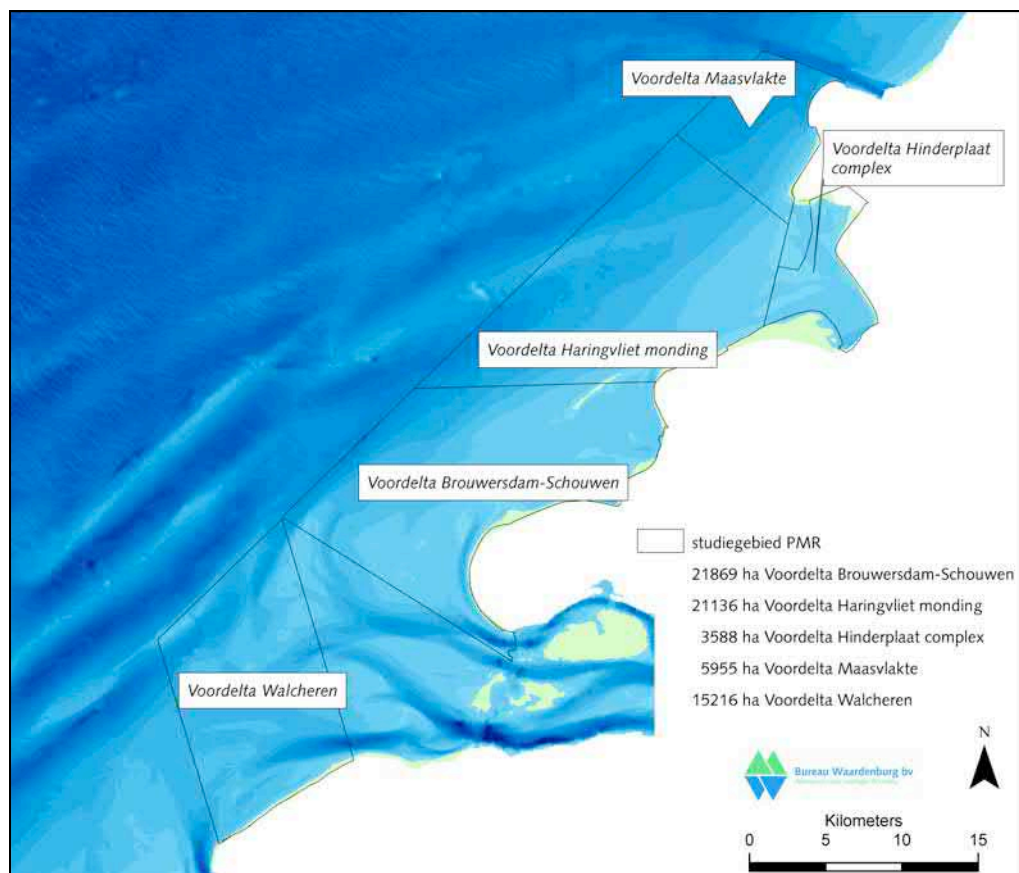 Voordelta Maasvlakte
Voordelta Hinderplaat
complex
Voordelta Haringvliet monding
Voordelta Brouwersdam-Schouwen
Voordelta Walcheren
studiegebied PMR
21869 ha Voordelta Brouwersdam-Schouwen
21136 ha Voordelta Haringvliet monding
3588 ha Voordelta Hinderplaat complex
5955 ha Voordelta Maasvlakte
15216 ha Voordelta Walcheren
Bureau Waardenburg bv
N
Kilometers
0 5 10 15